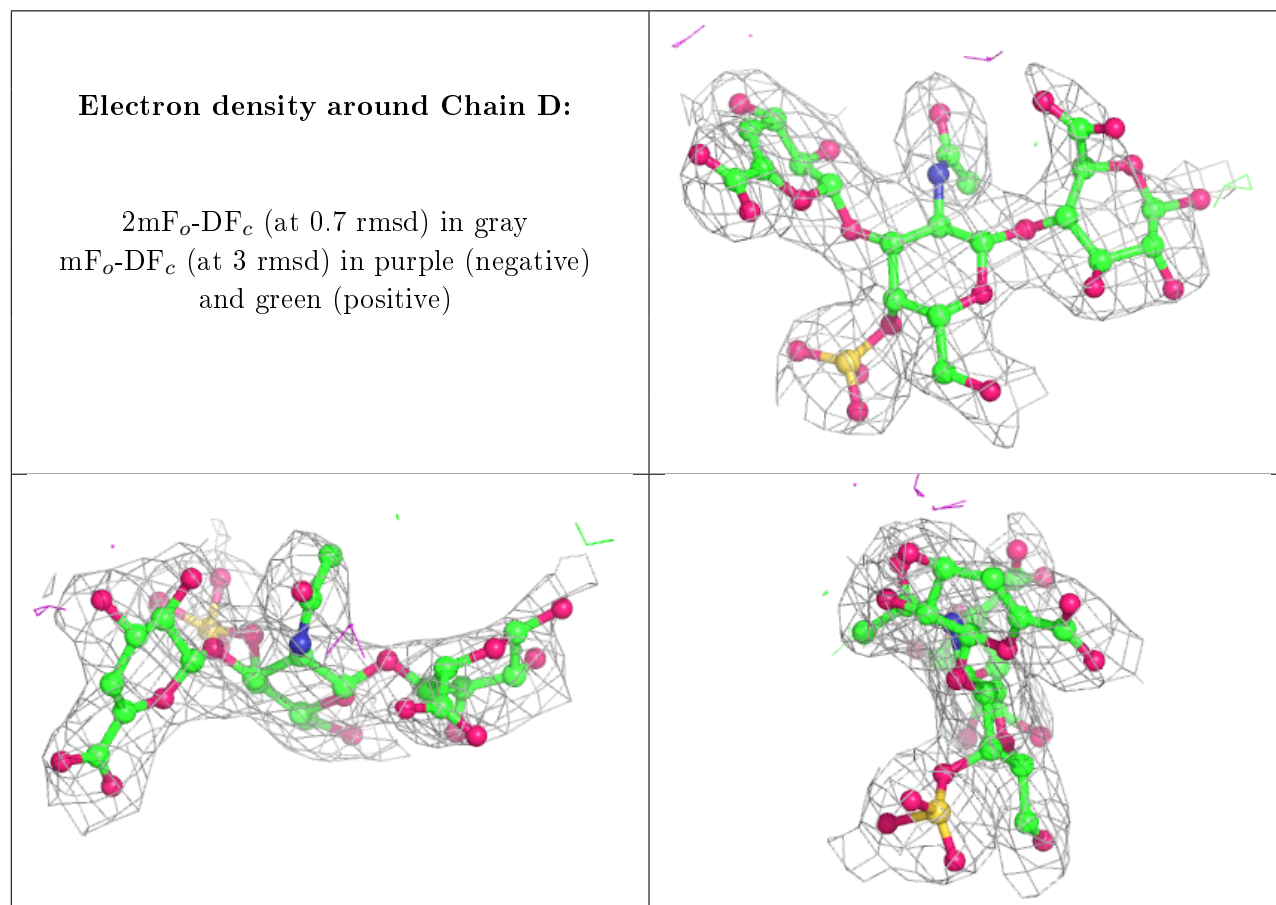 Electron density around Chain D:
2mFo-DFc (at 0.7 rmsd) in gray
mFo-DFc (at 3 rmsd) in purple (negative)
and green (positive)